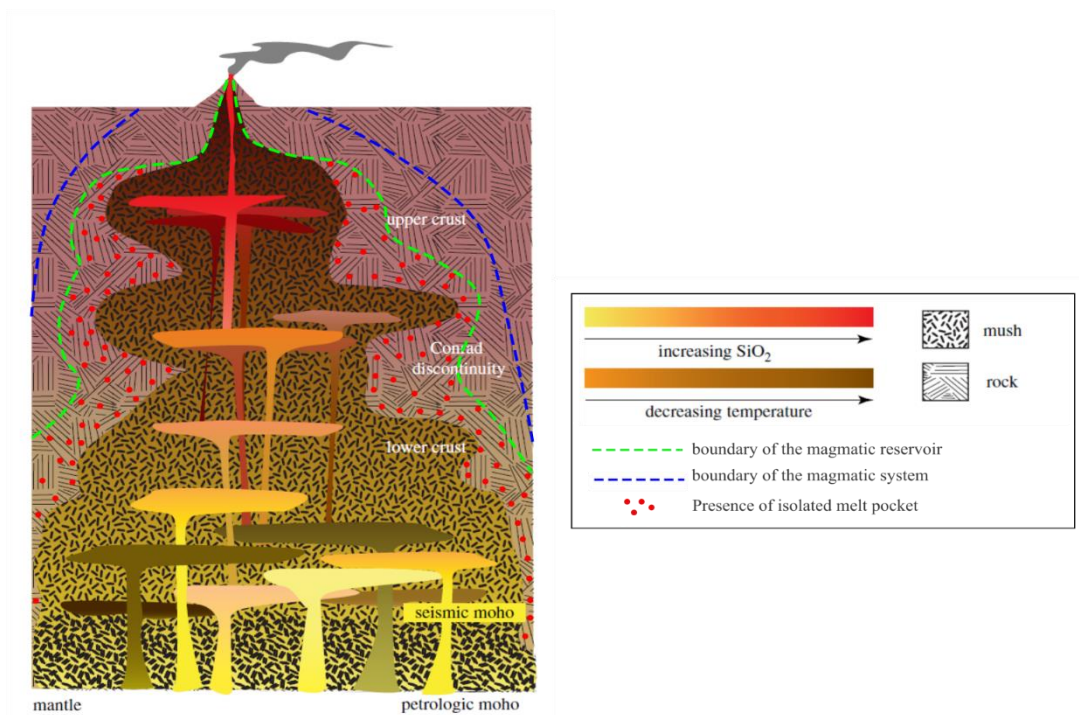 upper crust
Conrad
discontinuity
lower crust
seismic moho
mantle
petrologic moho
increasing SiO₂
decreasing temperature
mush
rock
boundary of the magmatic reservoir
boundary of the magmatic system
Presence of isolated melt pocket